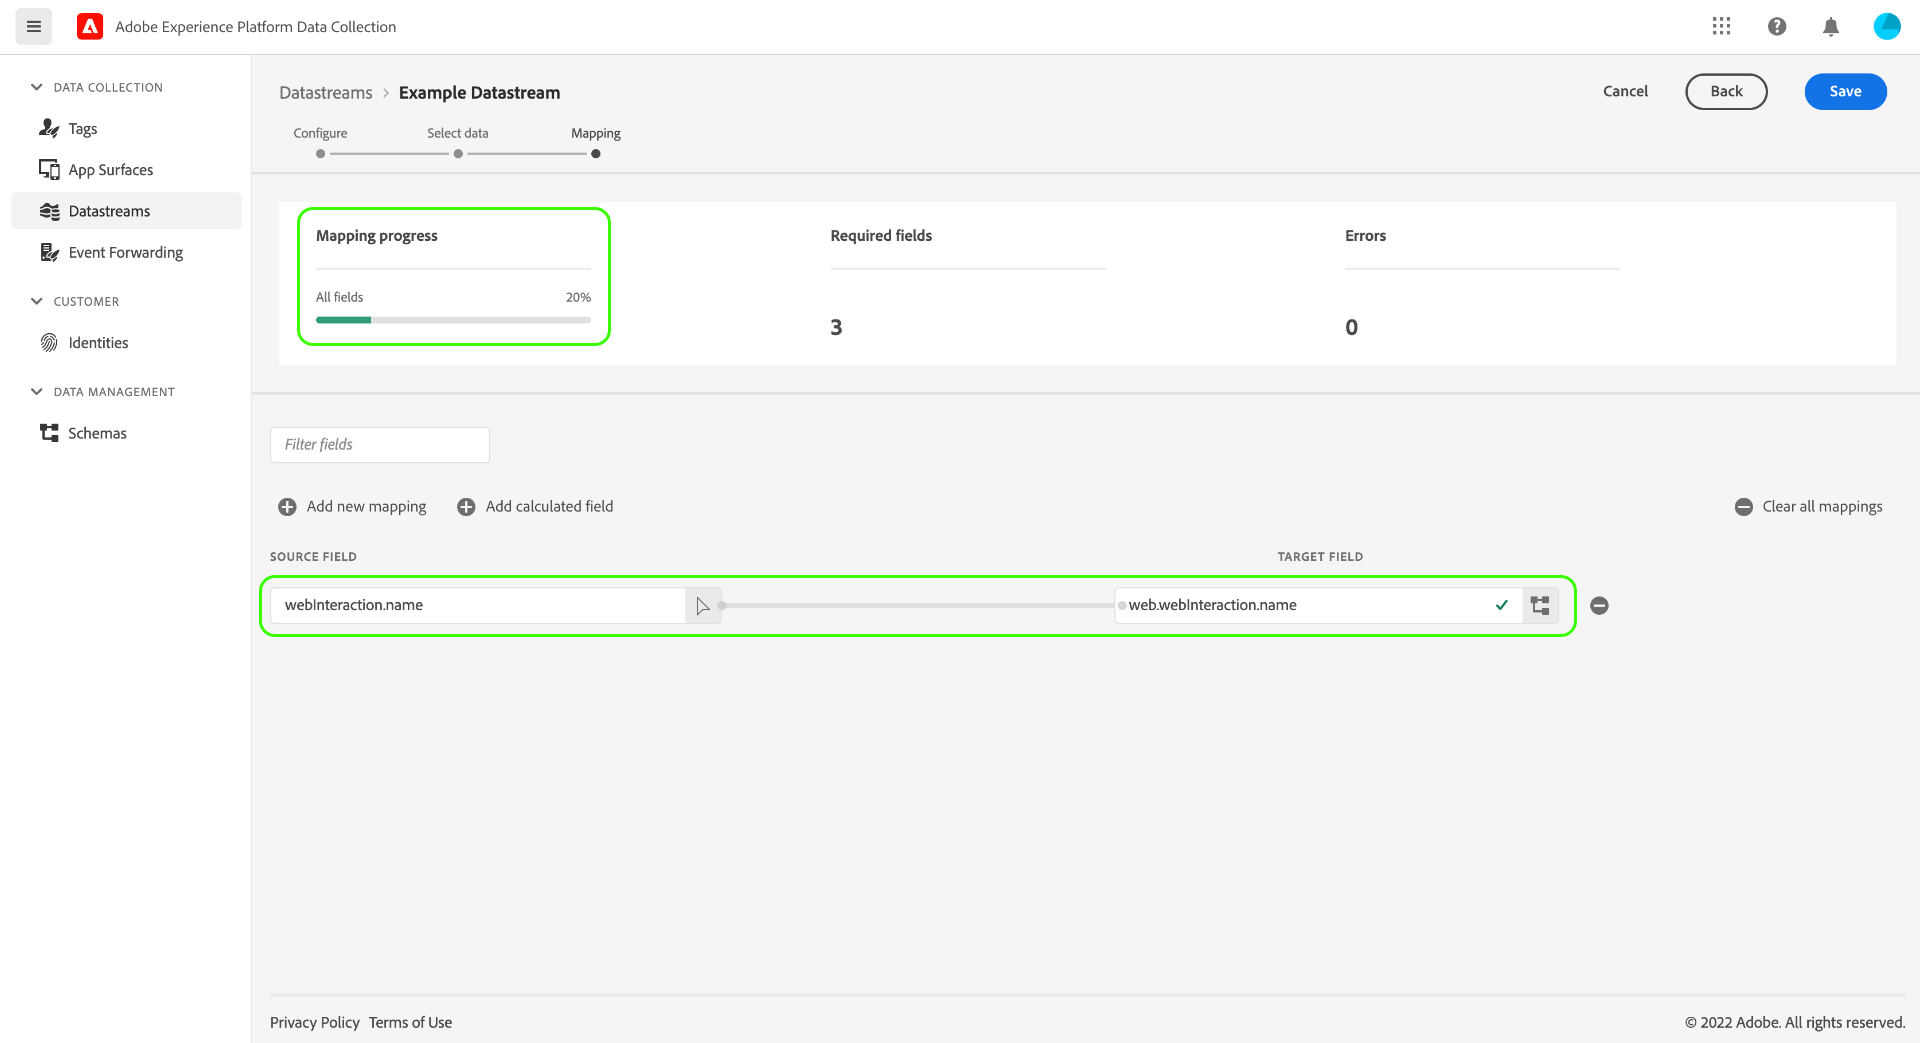 Adobe Experience Platform Data Collection
DATA COLLECTION
Tags
App Surfaces
Datastreams
Event Forwarding
CUSTOMER
Identities
DATA MANAGEMENT
Schemas
Datastreams > Example Datastream
Cancel
Back
Save
Configure
Select data
Mapping
Mapping progress
All fields 20%
Required fields
3
Errors
0
Filter fields
Add new mapping
Add calculated field
Clear all mappings
SOURCE FIELD
TARGET FIELD
webInteraction.name
web.webInteraction.name
Privacy Policy Terms of Use
© 2022 Adobe. All rights reserved.